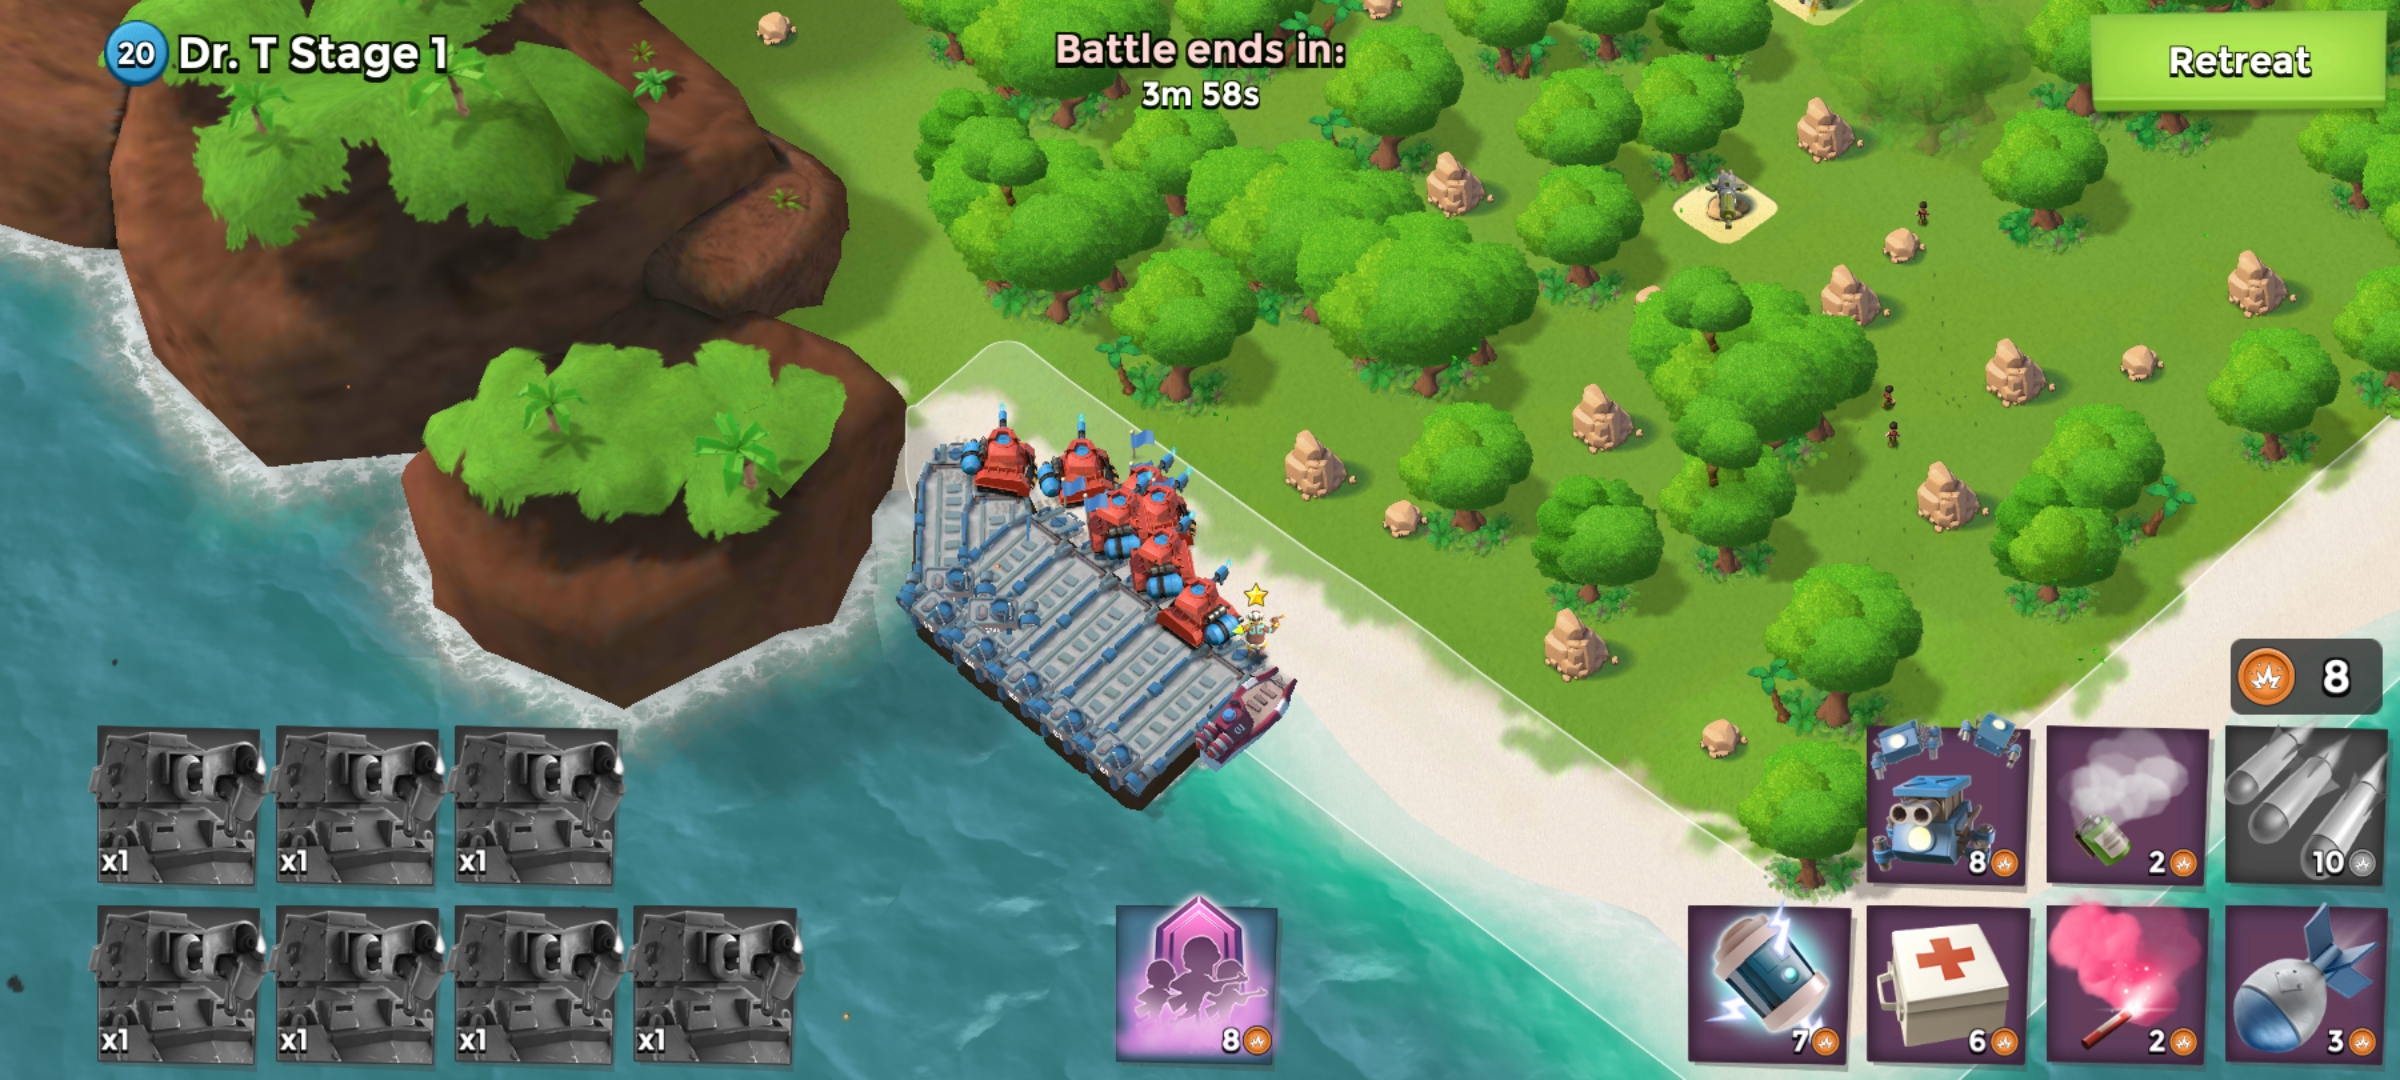 20 Dr. T Stage 1
Battle ends in:
3m 58s
Retreat
8
x1 x1 x1
8 2 10
x1 x1 x1 x1
8
7 6 2 3